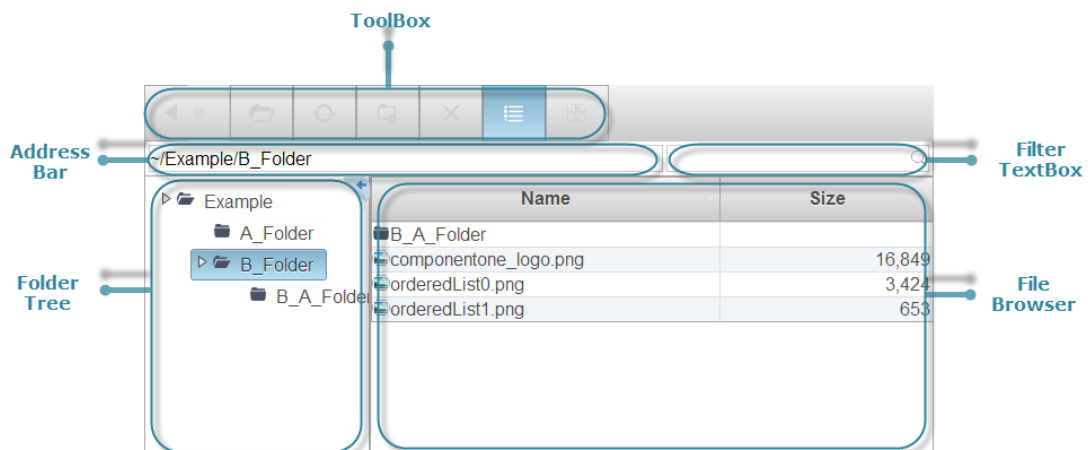 ToolBox
Address
Bar
~/Example/B_Folder
Filter
TextBox
Example
A_Folder
B_Folder
B_A_Folder
Folder
Tree
Name Size
B_A_Folder
componentone_logo.png 16,849
orderedList0.png 3,424
orderedList1.png 653
File
Browser